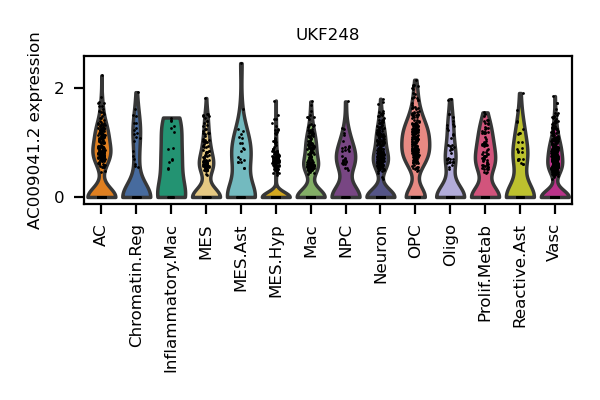 UKF248
AC009041.2 expression
2
0
AC
Chromatin.Reg
Inflammatory.Mac
MES
MES.Ast
MES.Hyp
Mac
NPC
Neuron
OPC
Oligo
Prolif.Metab
Reactive.Ast
Vasc